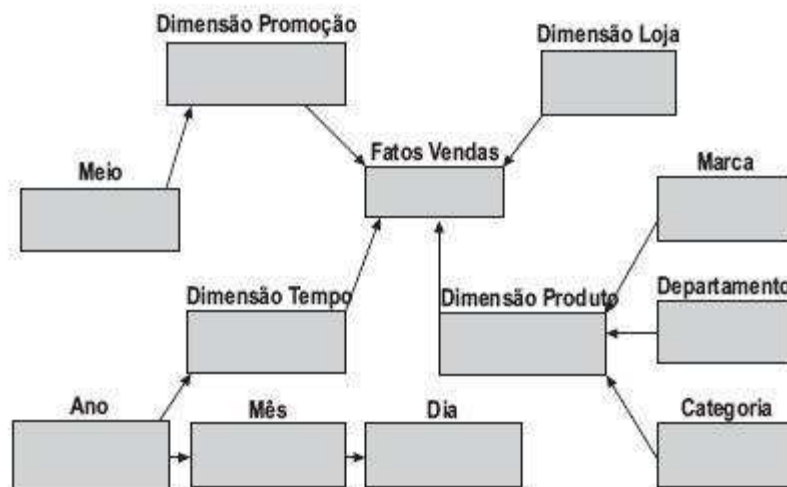 Dimensão Promoção
Dimensão Loja
Fatos Vendas
Meio
Marca
Dimensão Tempo
Dimensão Produto
Departamento
Ano
Mês
Dia
Categoria